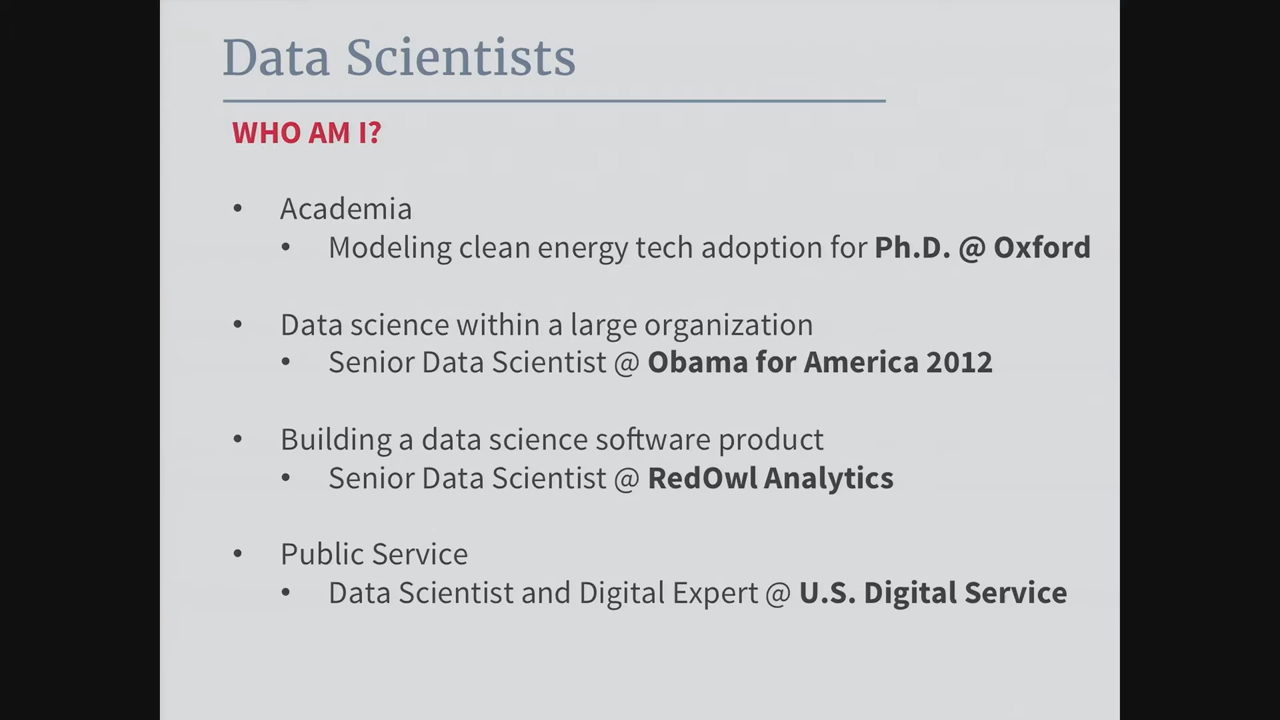 Data Scientists
WHO AM I?
• Academia
• Modeling clean energy tech adoption for Ph.D. @ Oxford
• Data science within a large organization
• Senior Data Scientist @ Obama for America 2012
• Building a data science software product
• Senior Data Scientist @ RedOwl Analytics
• Public Service
• Data Scientist and Digital Expert @ U.S. Digital Service